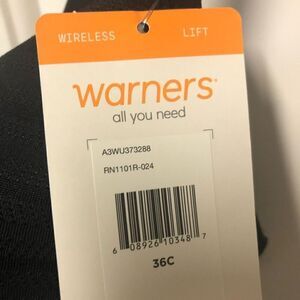 WIRELESS LIFT
warners®
all you need
A3WU373288
RN1101R-024
6 08926 10348 7
36C